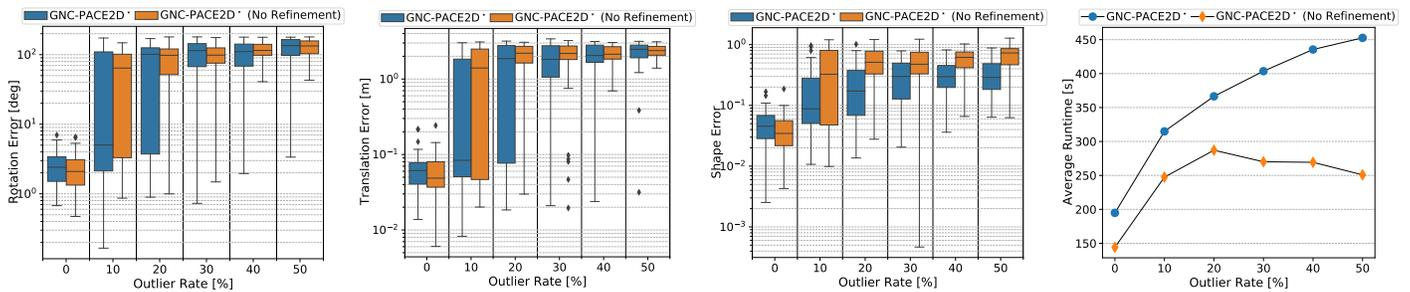 GNC-PACE2D* GNC-PACE2D* (No Refinement)
Rotation Error [deg]
10² 10¹ 10⁰
0 10 20 30 40 50
Outlier Rate [%]
GNC-PACE2D* GNC-PACE2D* (No Refinement)
Translation Error [m]
10⁰ 10⁻¹ 10⁻²
0 10 20 30 40 50
Outlier Rate [%]
GNC-PACE2D* GNC-PACE2D* (No Refinement)
Shape Error
10⁰ 10⁻¹ 10⁻² 10⁻³
0 10 20 30 40 50
Outlier Rate [%]
GNC-PACE2D* GNC-PACE2D* (No Refinement)
Average Runtime [s]
450 400 350 300 250 200 150
0 10 20 30 40 50
Outlier Rate [%]